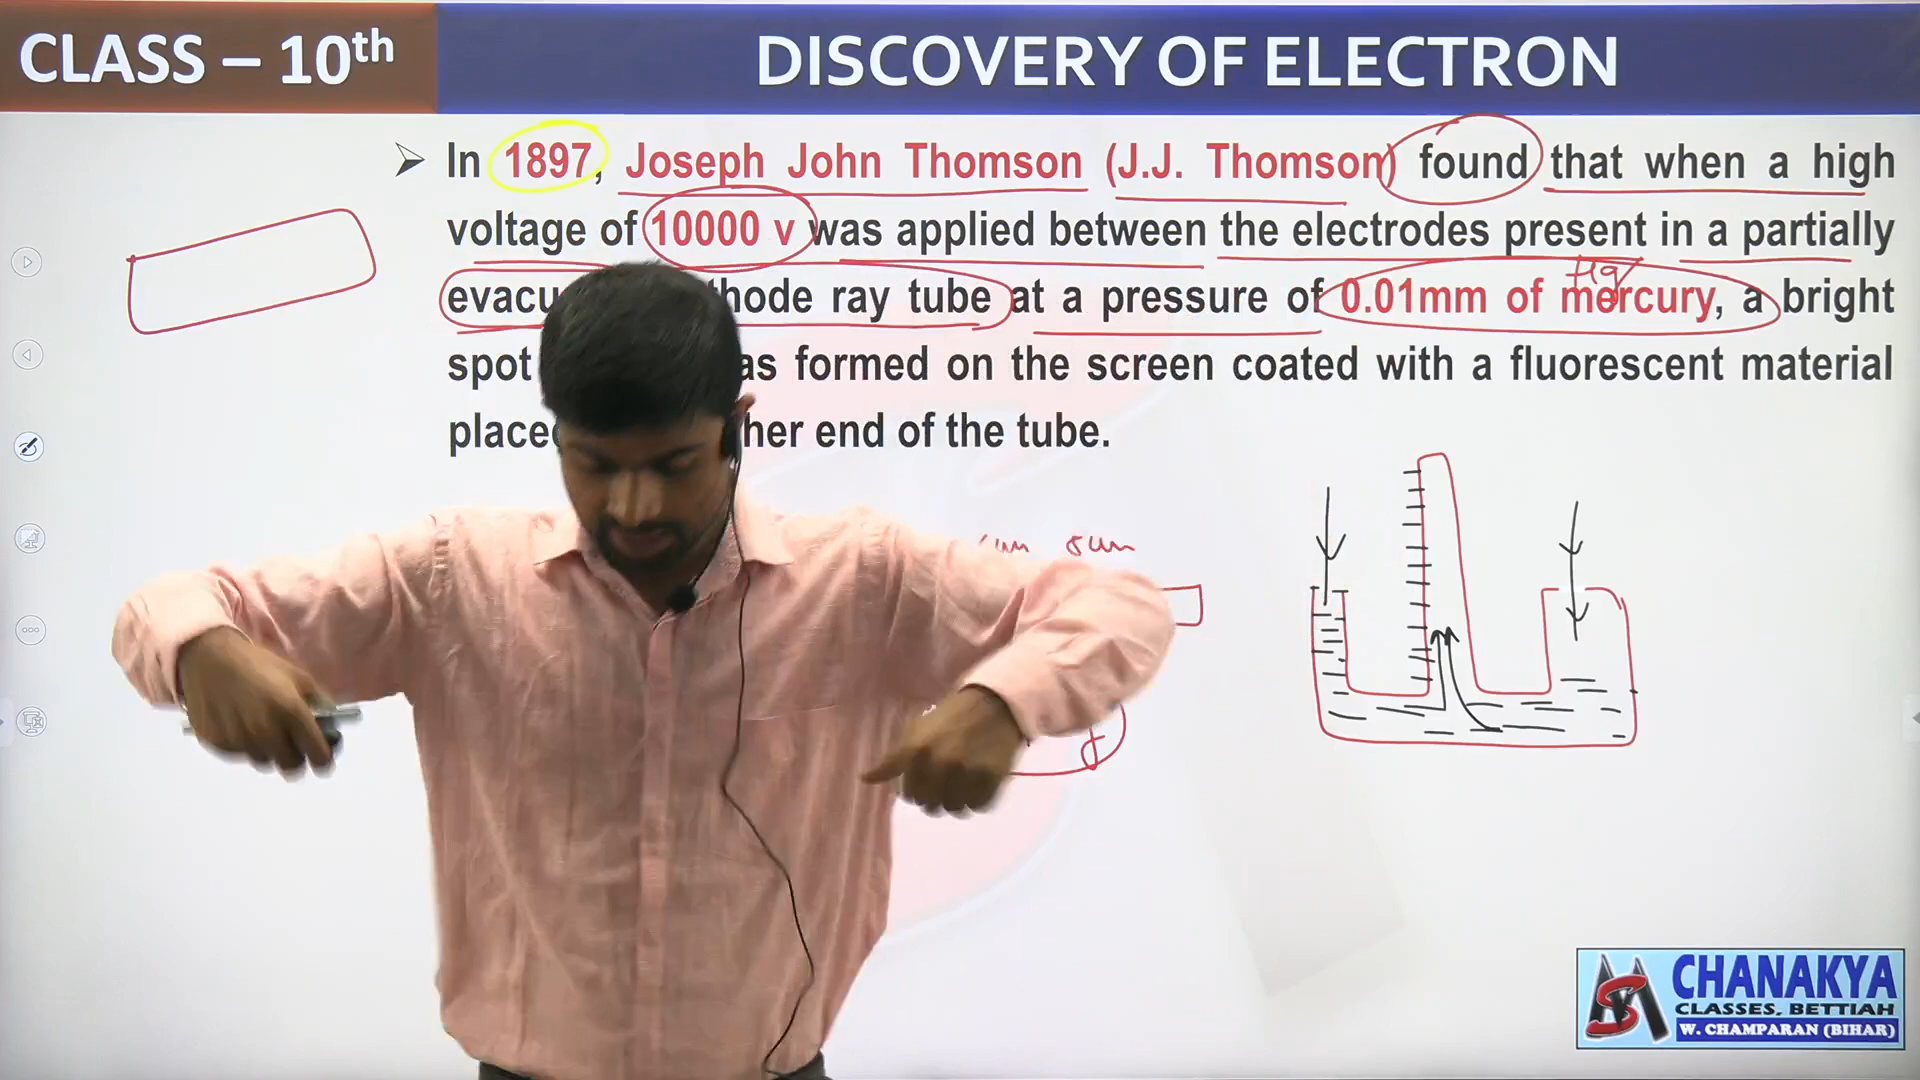 CLASS – 10th
DISCOVERY OF ELECTRON
➢ In 1897, Joseph John Thomson (J.J. Thomson) found that when a high
voltage of 10000 v was applied between the electrodes present in a partially
Hg
evacu thode ray tube at a pressure of 0.01mm of mercury, a bright
spot as formed on the screen coated with a fluorescent material
place her end of the tube.
CHANAKYA
CLASSES, BETTIAH
W. CHAMPARAN (BIHAR)